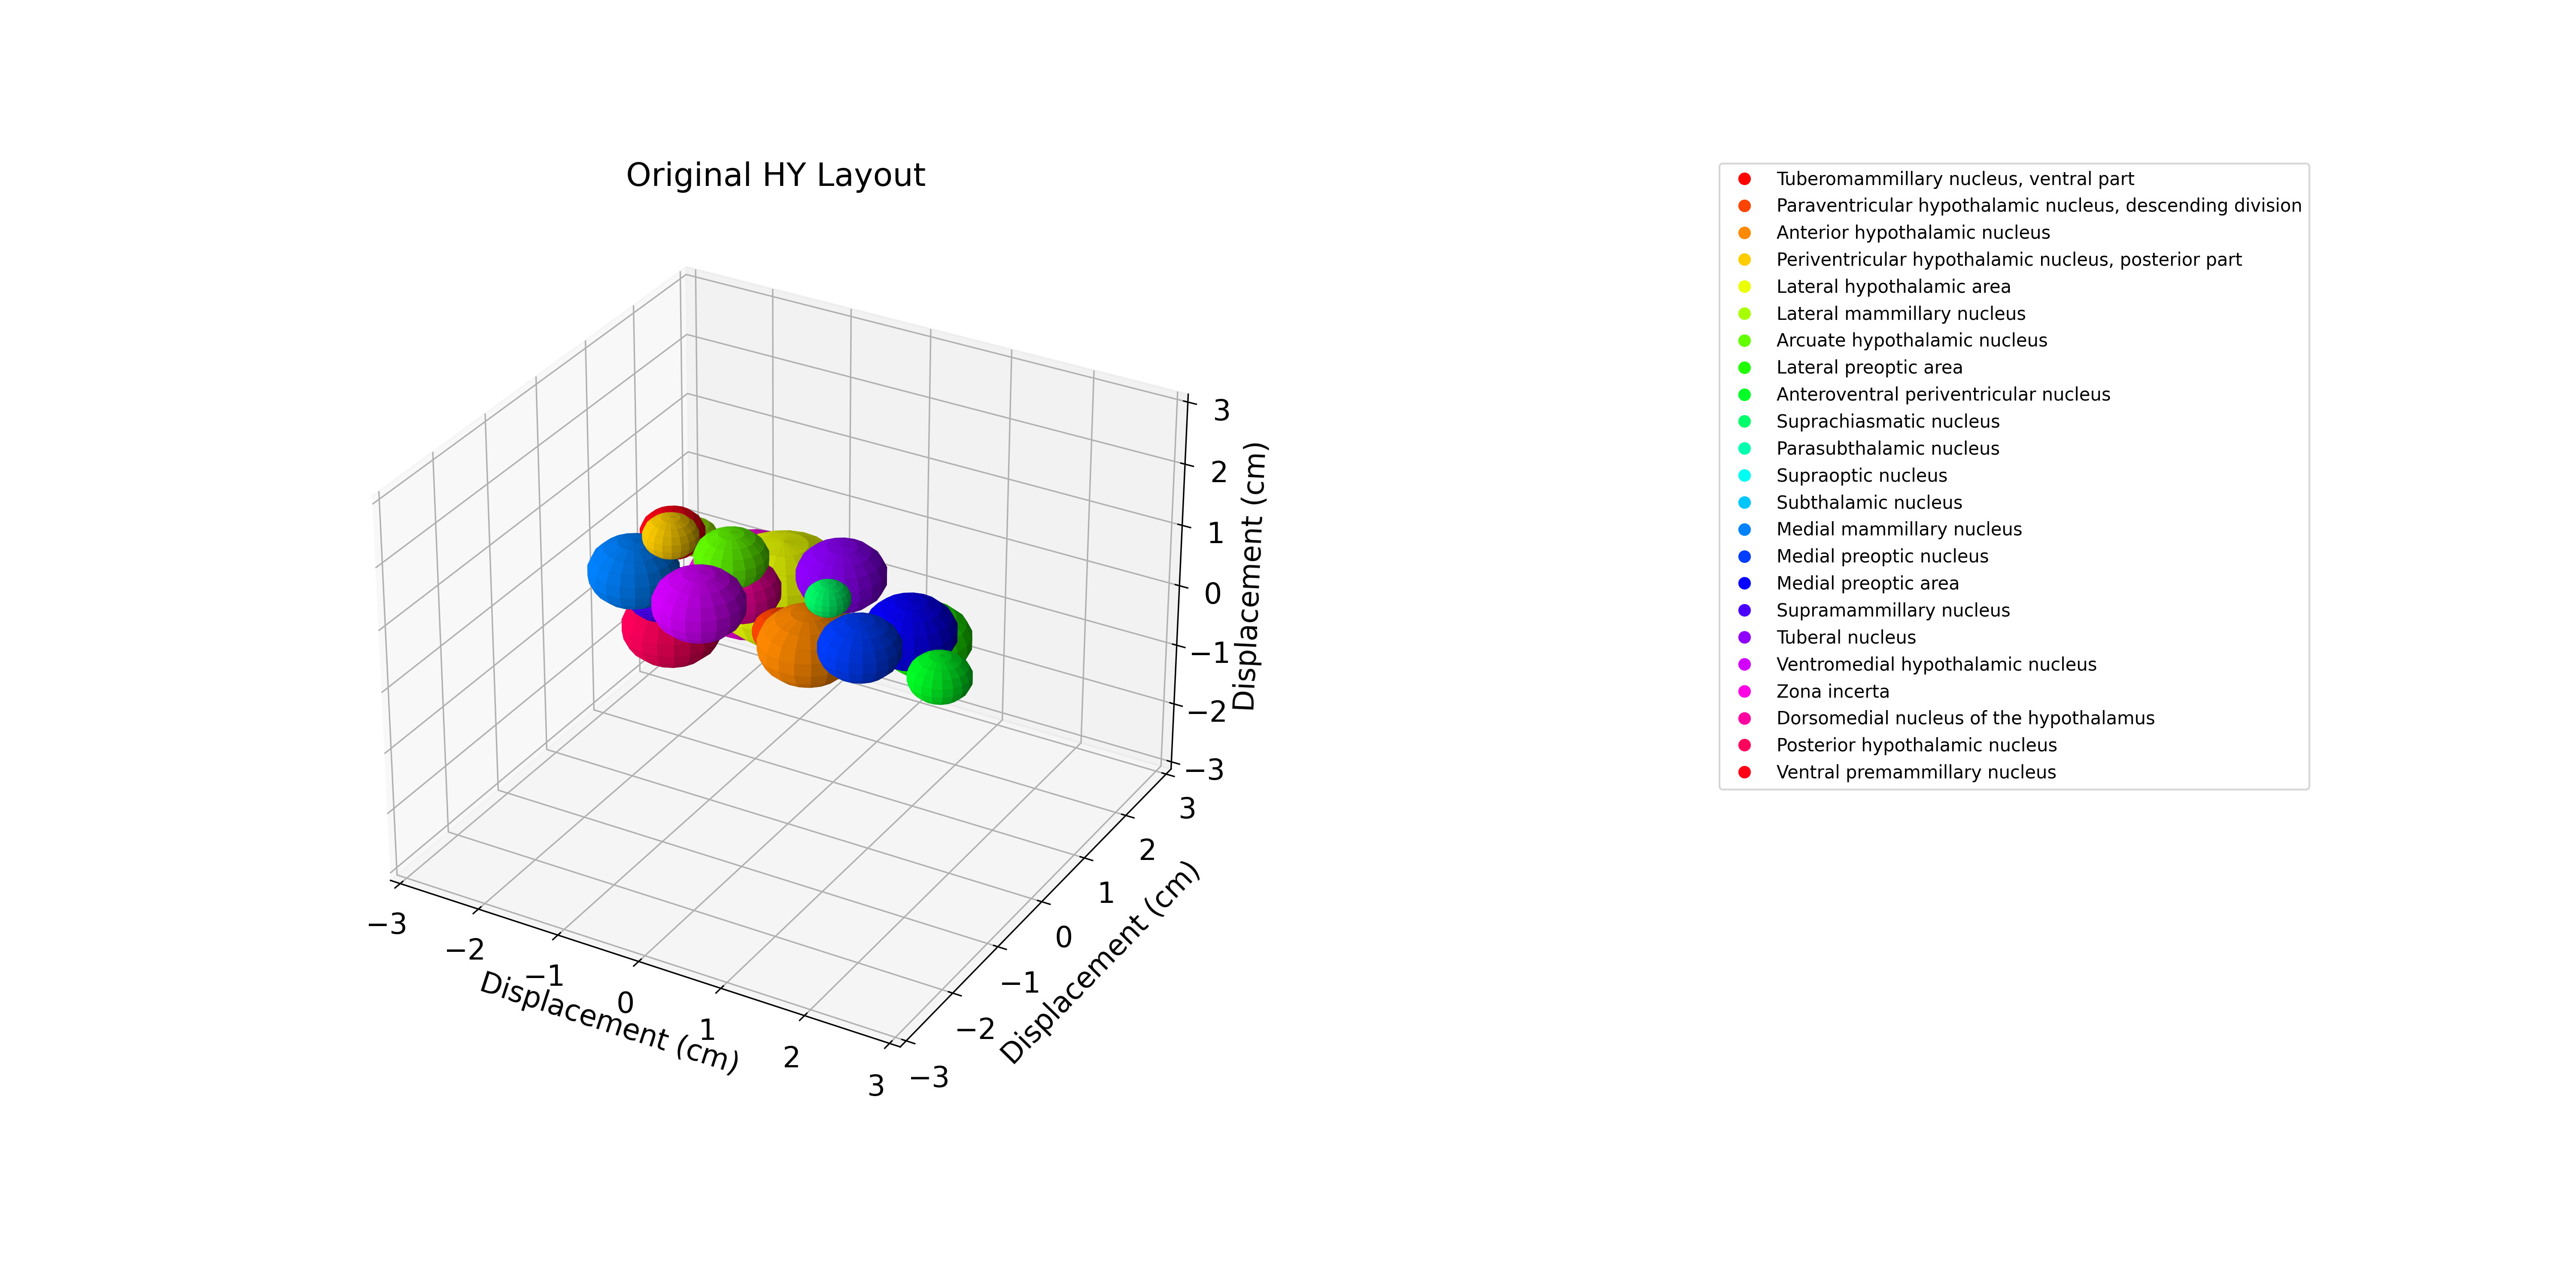 Original HY Layout
3
2
1
0
−1
−2
−3
Displacement (cm)
−3
−2
−1
0
1
2
3
Displacement (cm)
−3
−2
−1
0
1
2
3
Displacement (cm)
Tuberomammillary nucleus, ventral part
Paraventricular hypothalamic nucleus, descending division
Anterior hypothalamic nucleus
Periventricular hypothalamic nucleus, posterior part
Lateral hypothalamic area
Lateral mammillary nucleus
Arcuate hypothalamic nucleus
Lateral preoptic area
Anteroventral periventricular nucleus
Suprachiasmatic nucleus
Parasubthalamic nucleus
Supraoptic nucleus
Subthalamic nucleus
Medial mammillary nucleus
Medial preoptic nucleus
Medial preoptic area
Supramammillary nucleus
Tuberal nucleus
Ventromedial hypothalamic nucleus
Zona incerta
Dorsomedial nucleus of the hypothalamus
Posterior hypothalamic nucleus
Ventral premammillary nucleus